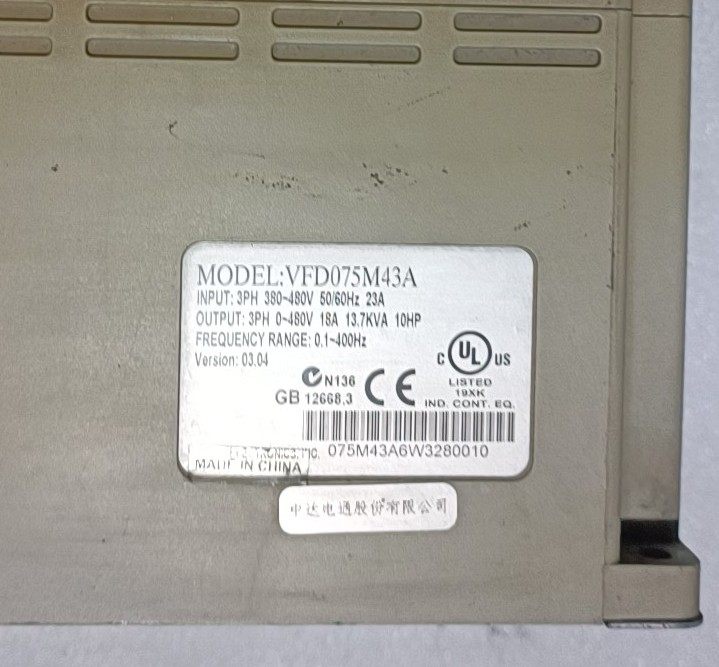 MODEL:VFD075M43A
INPUT: 3PH 380~480V 50/60Hz 23A
OUTPUT: 3PH 0~480V 18A 13.7KVA 10HP
FREQUENCY RANGE: 0.1~400Hz
Version: 03.04
C UL US
LISTED
19XK
IND. CONT. EQ.
N136
CE
GB 12668.3
075M43A6W3280010
MADE IN CHINA
中达电通股份有限公司